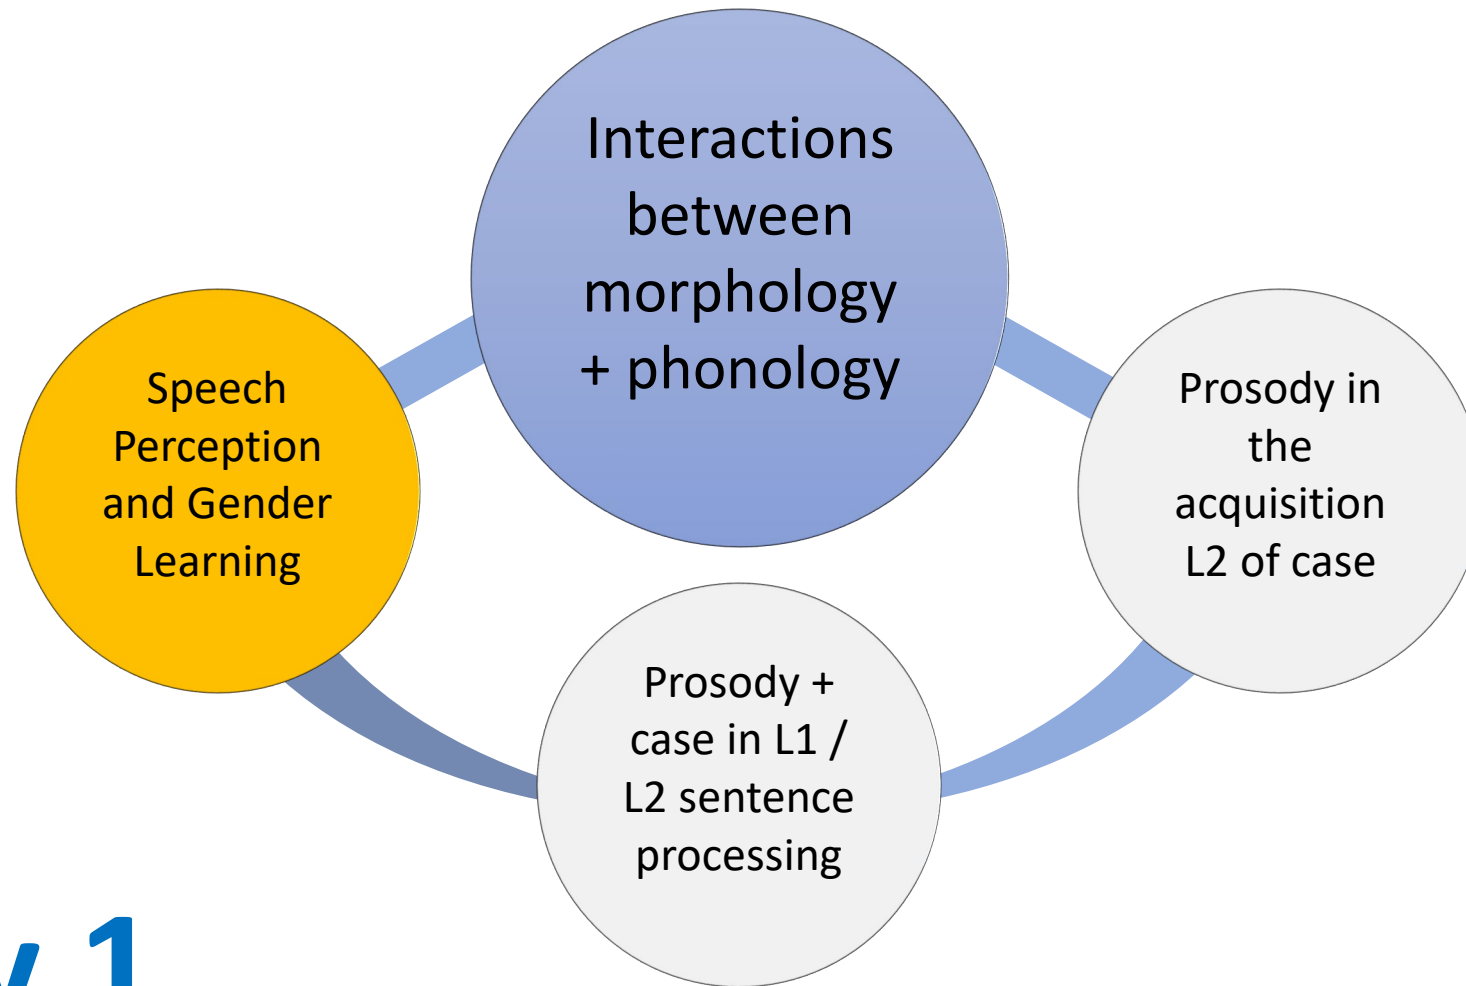 Interactions
between
morphology
+ phonology
Speech
Perception
and Gender
Learning
Prosody in
the
acquisition
L2 of case
Prosody +
case in L1 /
L2 sentence
processing
1